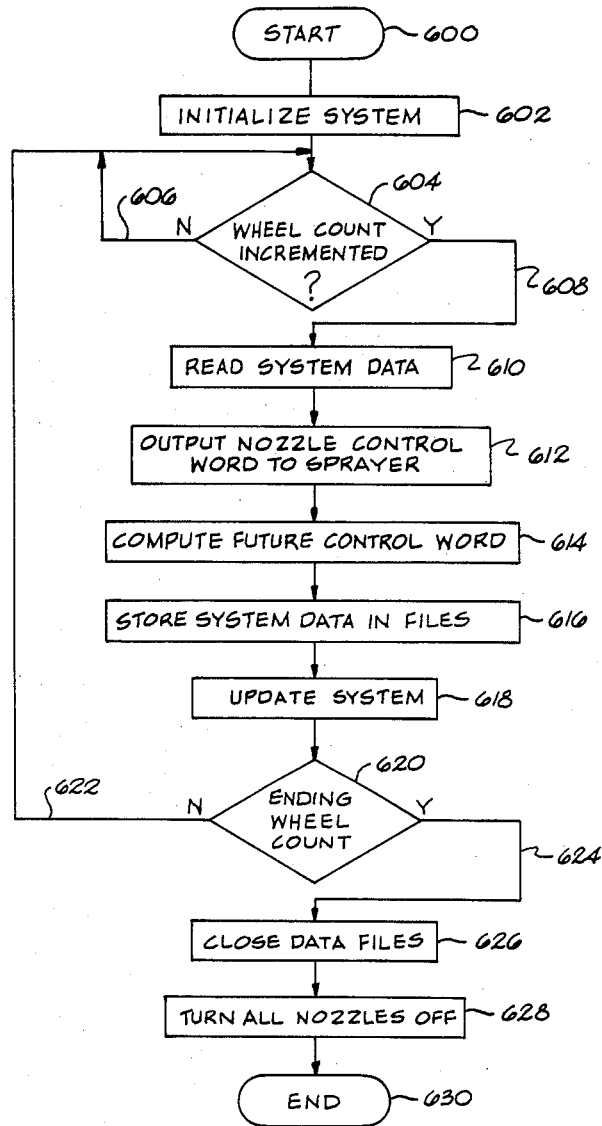 START
600
INITIALIZE SYSTEM
602
604
606
N
WHEEL COUNT
INCREMENTED
?
Y
608
READ SYSTEM DATA
610
OUTPUT NOZZLE CONTROL
WORD TO SPRAYER
612
COMPUTE FUTURE CONTROL WORD
614
STORE SYSTEM DATA IN FILES
616
UPDATE SYSTEM
618
620
622
N
ENDING
WHEEL
COUNT
Y
624
CLOSE DATA FILES
626
TURN ALL NOZZLES OFF
628
END
630